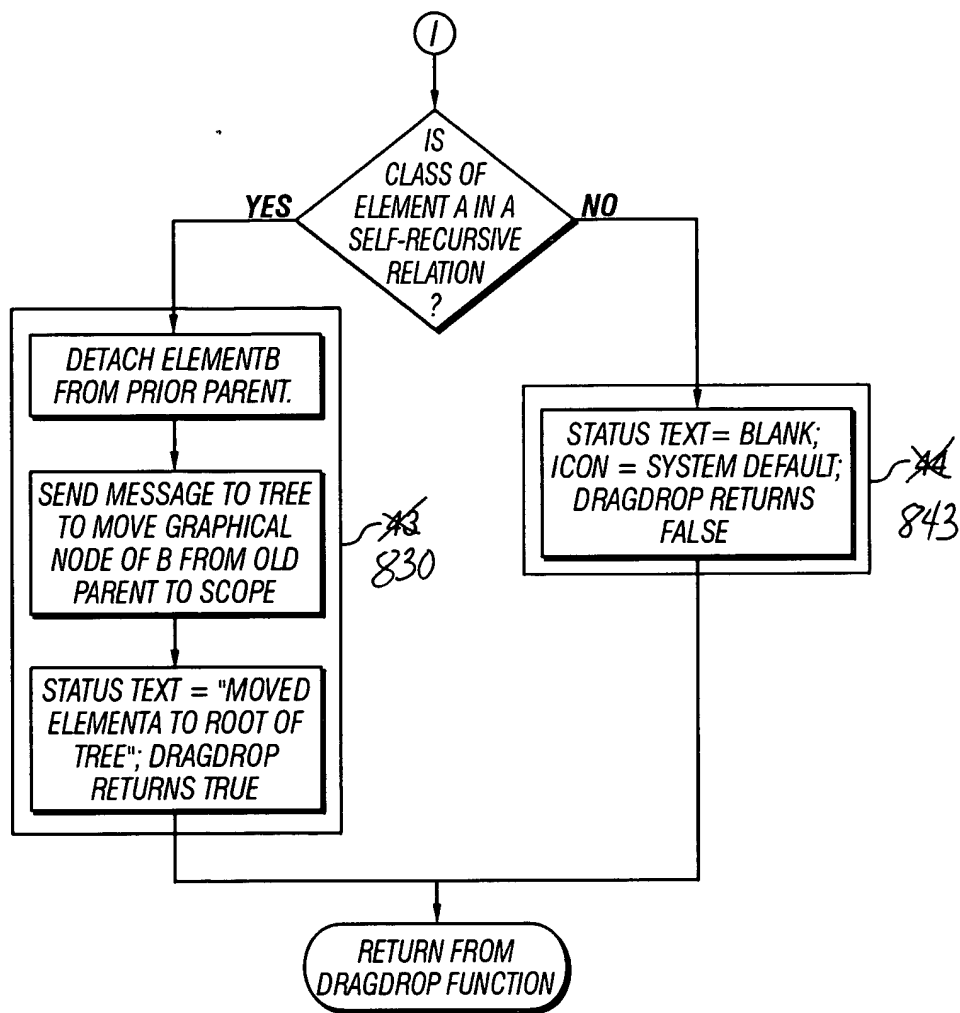 1
IS
CLASS OF
ELEMENT A IN A
SELF-RECURSIVE
RELATION
?
YES
NO
DETACH ELEMENTB
FROM PRIOR PARENT.
SEND MESSAGE TO TREE
TO MOVE GRAPHICAL
NODE OF B FROM OLD
PARENT TO SCOPE
STATUS TEXT = "MOVED
ELEMENTA TO ROOT OF
TREE"; DRAGDROP
RETURNS TRUE
43
830
STATUS TEXT = BLANK;
ICON = SYSTEM DEFAULT;
DRAGDROP RETURNS
FALSE
44
843
RETURN FROM
DRAGDROP FUNCTION